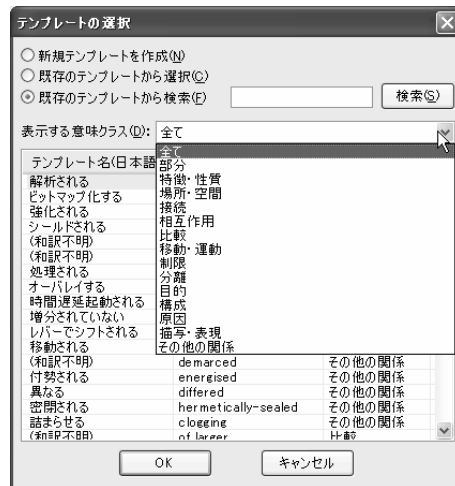 テンプレートの選択
新規テンプレートを作成(N)
既存のテンプレートから選択(C)
既存のテンプレートから検索(F)
検索(S)
表示する意味クラス(D): 全て
テンプレート名(日本語
全て
部分
特徴・性質
場所・空間
接続
相互作用
比較
移動・運動
制限
分離
目的
構成
原因
描写・表現
その他の関係
解析される
ビットマップ化する
強化される
シールドされる
(和訳不明)
(和訳不明)
処理される
オーバレイする
時間遅延起動される
増分されていない
レバーでシフトされる
移動される
(和訳不明) demarced その他の関係
付勢される energised その他の関係
異なる differed その他の関係
密閉される hermetically-sealed その他の関係
詰まらせる clogging その他の関係
(和訳不明) of larger 比較
OK キャンセル